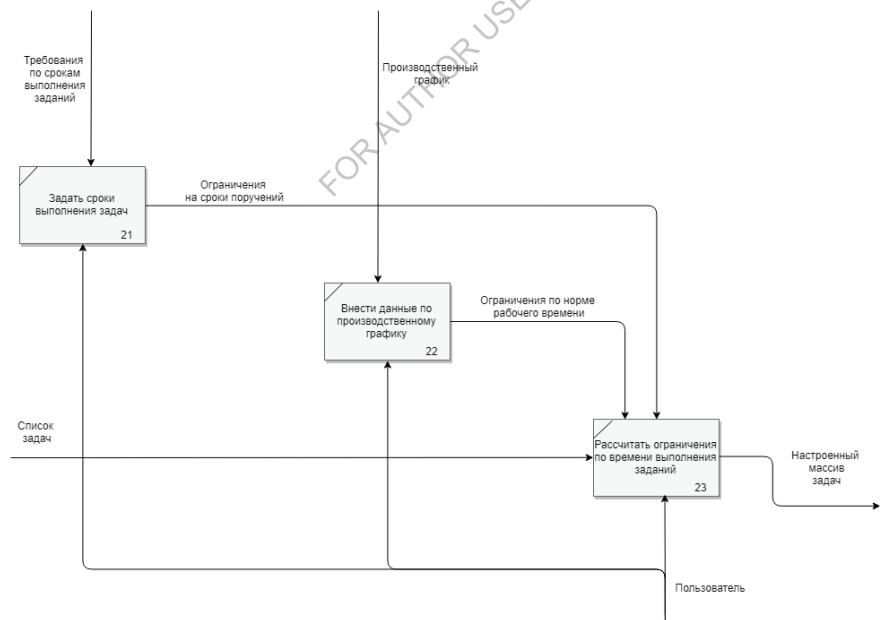 FOR AUTHOR USE
Требования
по срокам
выполнения
заданий
Производственный
график
Задать сроки
выполнения задач
21
Ограничения
на сроки поручений
Внести данные по
производственному
графику
22
Ограничения по норме
рабочего времени
Список
задач
Рассчитать ограничения
по времени выполнения
заданий
23
Настроенный
массив
задач
Пользователь